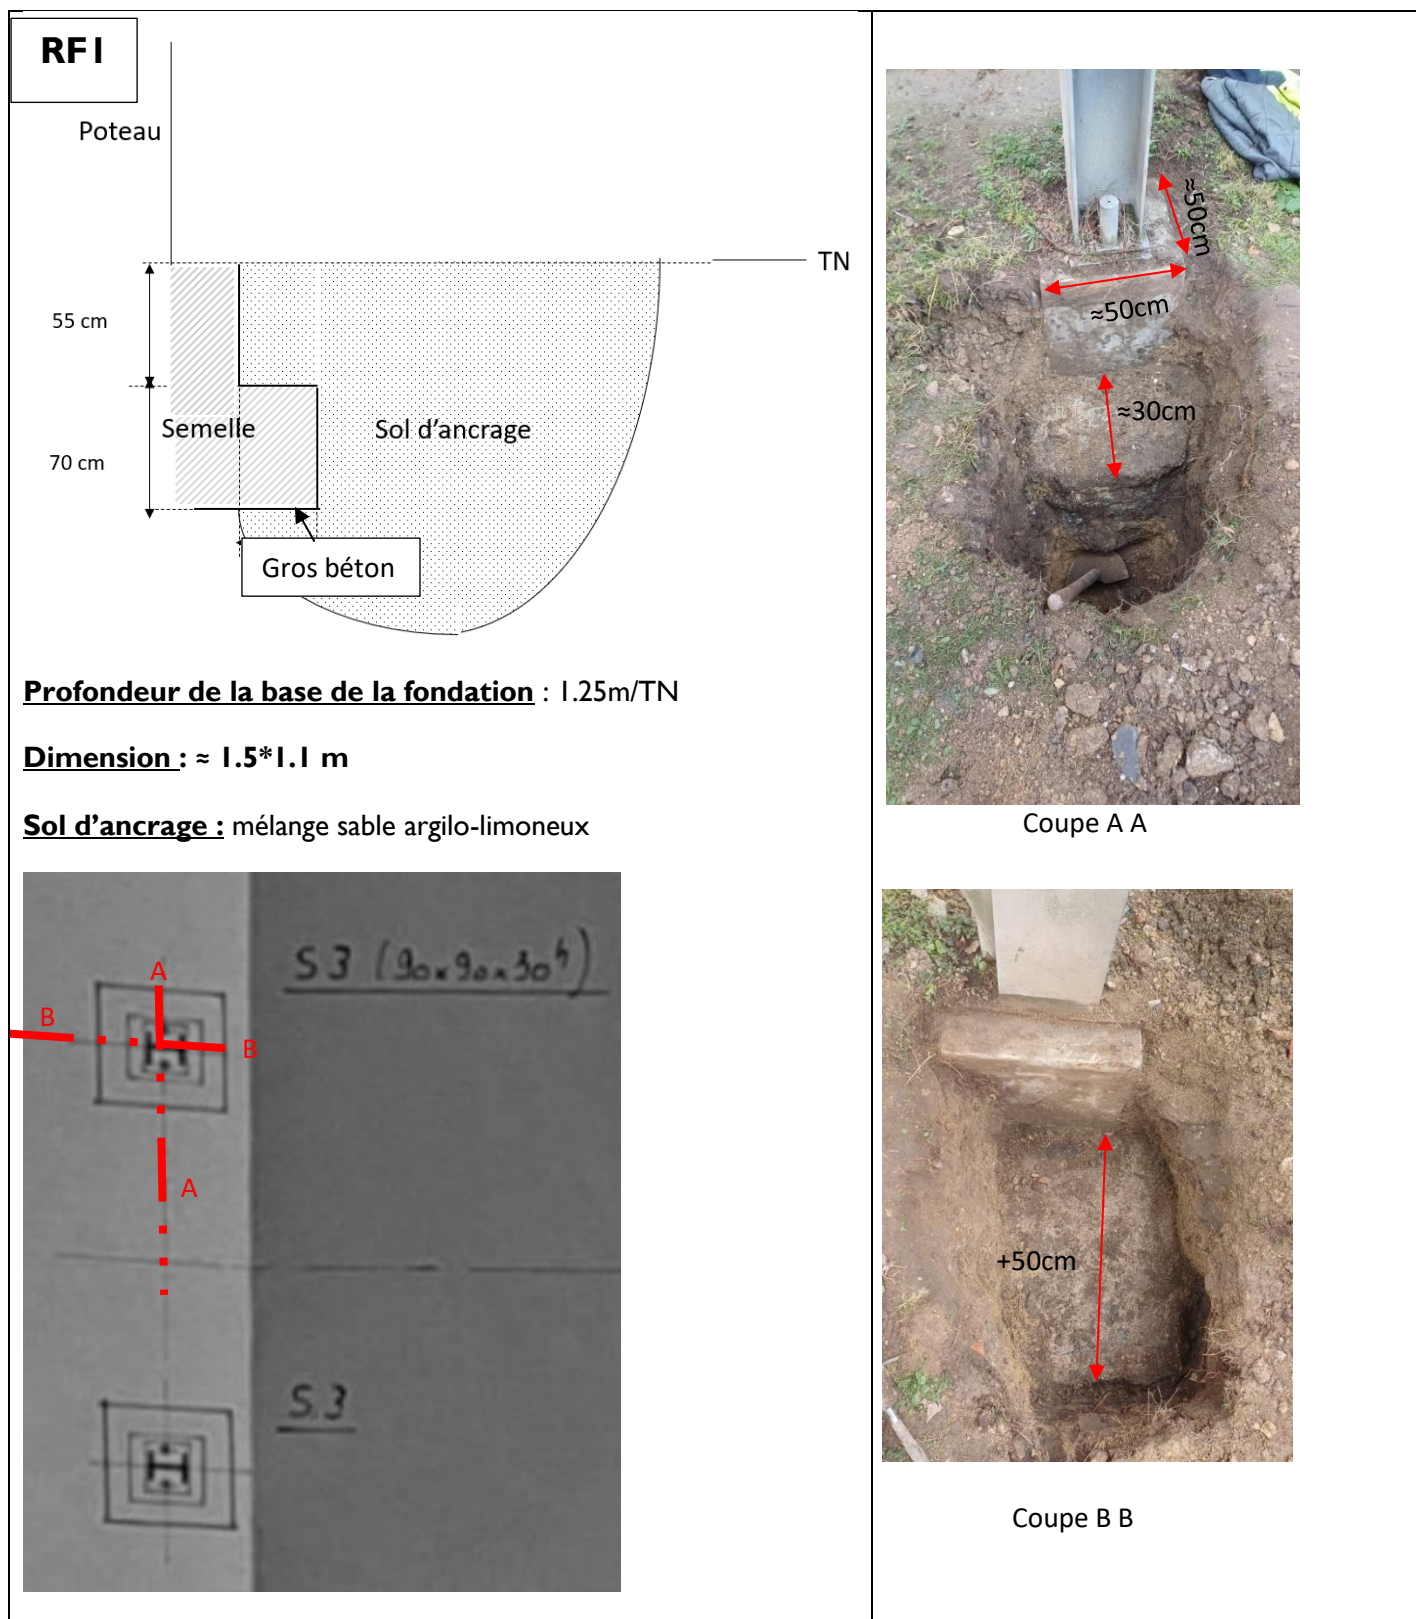 RF1
Poteau
TN
55 cm
Semelle
Sol d’ancrage
70 cm
Gros béton
Profondeur de la base de la fondation : 1.25m/TN
Dimension : ≈ 1.5*1.1 m
Sol d’ancrage : mélange sable argilo-limoneux
S3 (90x90x30h)
A
B
B
A
S.3
≈50cm
≈50cm
≈30cm
Coupe A A
+50cm
Coupe B B